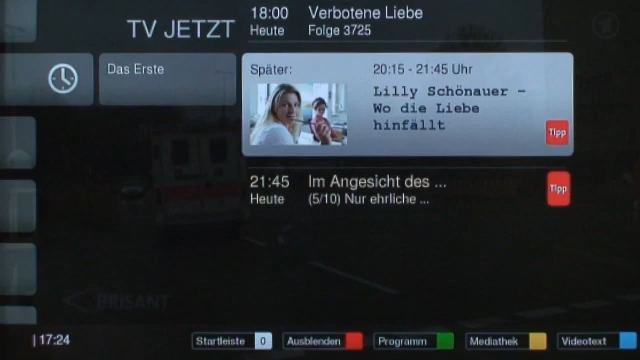 TV JETZT
18:00 Verbotene Liebe
Heute Folge 3725
Das Erste
Später: 20:15 - 21:45 Uhr
Lilly Schönauer -
Wo die Liebe
hinfällt
Tipp
21:45 Im Angesicht des ...
Heute (5/10) Nur ehrliche ...
Tipp
BRISANT
17:24 Startleiste 0 Ausblenden Programm Mediathek Videotext